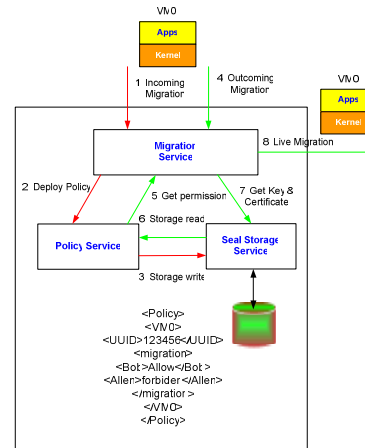 VM0
Apps
Kernel
1 Incoming
Migration
4 Outcoming
Migration
VM0
Apps
Kernel
Migration
Service
8 Live Migration
2 Deploy Policy
5 Get permission
7 Get Key &
Certificate
6 Storage read
Policy Service
Seal Storage
Service
3 Storage write
<Policy>
<VM0>
<UUID>123456</UUID>
<migration>
<Bob>Allow</Bob>
<Allen>forbider</Allen>
</migration>
</VM0>
</Policy>